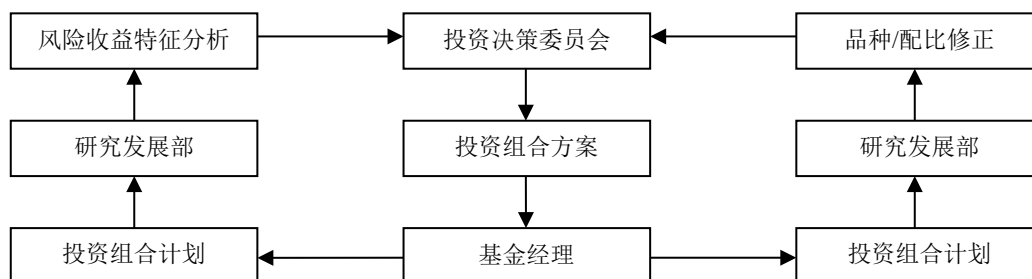 风险收益特征分析
投资决策委员会
品种/配比修正
研究发展部
投资组合方案
研究发展部
投资组合计划
基金经理
投资组合计划